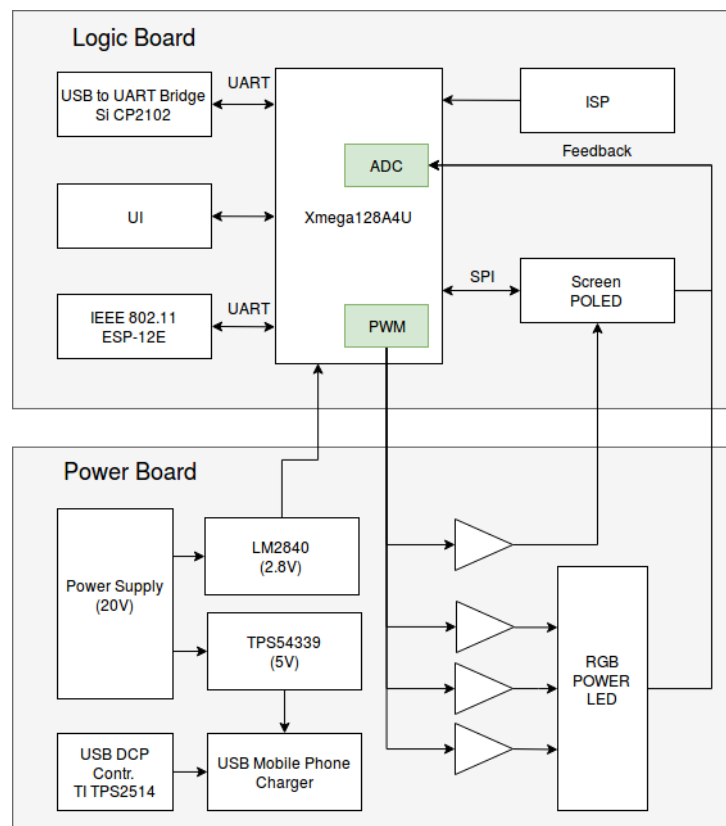 Logic Board
USB to UART Bridge
Si CP2102
UART
ISP
Feedback
ADC
Xmega128A4U
UI
SPI
Screen
POLED
IEEE 802.11
ESP-12E
UART
PWM
Power Board
Power Supply
(20V)
LM2840
(2.8V)
TPS54339
(5V)
RGB
POWER
LED
USB DCP
Contr.
TI TPS2514
USB Mobile Phone
Charger